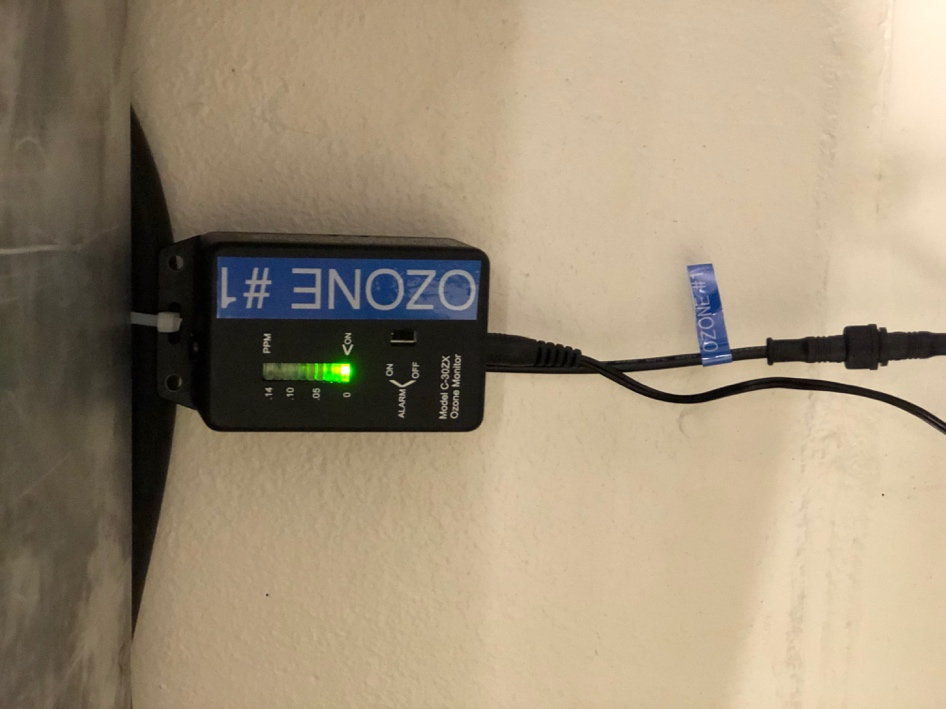 OZONE #1
PPM
.14
.10
.05
0
<ON
ALARM< ON
OFF
Model C-30ZX
Ozone Monitor
OZONE #1